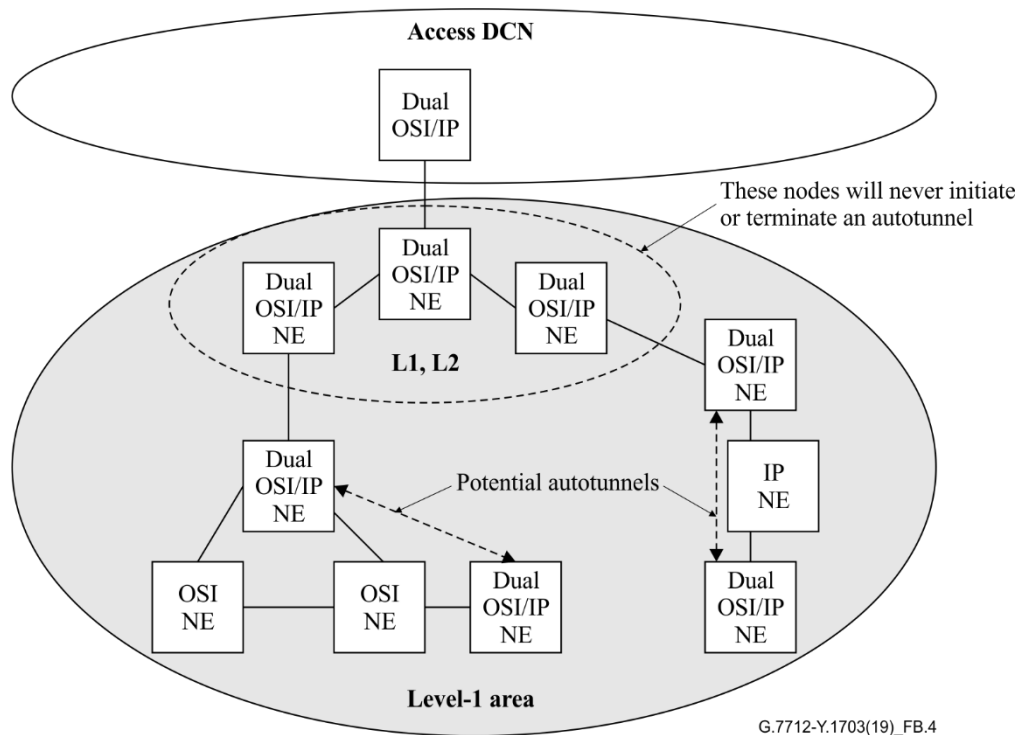 Access DCN
Dual
OSI/IP
These nodes will never initiate
or terminate an autotunnel
Dual
OSI/IP
NE
Dual
OSI/IP
NE
Dual
OSI/IP
NE
L1, L2
Dual
OSI/IP
NE
Dual
OSI/IP
NE
Potential autotunnels
IP
NE
OSI
NE
OSI
NE
Dual
OSI/IP
NE
Dual
OSI/IP
NE
Level-1 area
G.7712-Y.1703(19)_FB.4